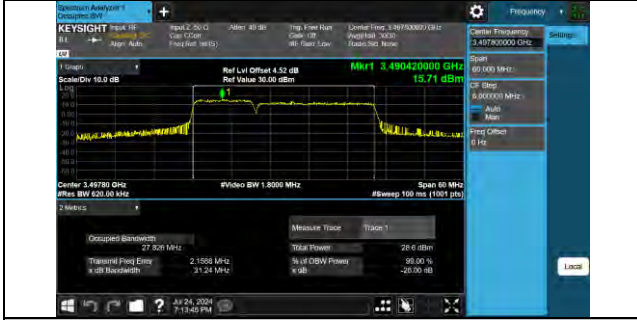 Spectrum Analyzer 1
Occupied BW
Frequency
KEYSIGHT Input: RF
Input Z: 50 Ω
Atten: 40 dB
Trig: Free Run
Center Freq: 3.497800000 GHz
Align: Auto
Freq Ref: Int (S)
Gate: Off
IF Gain: Low
Radio Std: None
Center Frequency
3.497800000 GHz
Settings
1 Graph
Scale/Div 10.0 dB
Ref Lvl Offset 4.52 dB
Ref Value 30.00 dBm
Mkr1 3.490420000 GHz
15.71 dBm
Span
60.000 MHz
CF Step
6.000000 MHz
Auto
Man
Freq Offset
0 Hz
Log
1
Center 3.49780 GHz
#Res BW 620.00 kHz
#Video BW 1.8000 MHz
Span 60 MHz
#Sweep 100 ms (1001 pts)
2 Metrics
Measure Trace
Trace 1
Occupied Bandwidth
27.826 MHz
Total Power
28.6 dBm
Transmit Freq Error
2.1566 MHz
% of OBW Power
99.00 %
x dB Bandwidth
31.24 MHz
x dB
-26.00 dB
Local
Jul 24, 2024
7:13:45 PM